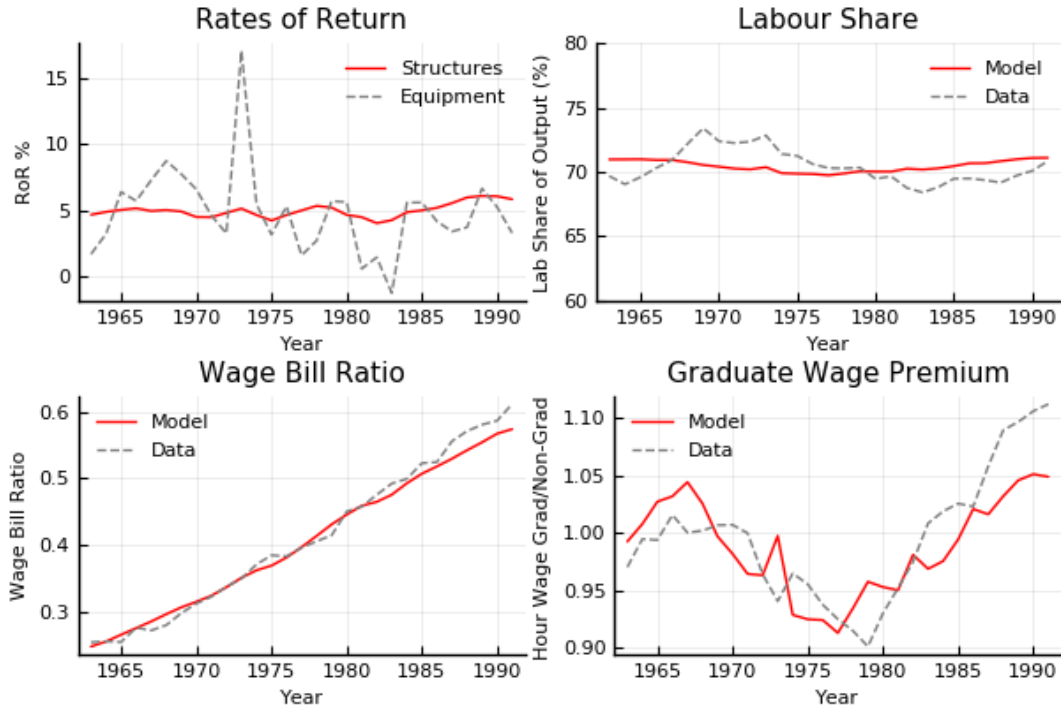 Rates of Return
RoR %
15
10
5
0
Structures
Equipment
1965 1970 1975 1980 1985 1990
Year
Labour Share
Lab Share of Output (%)
80
75
70
65
60
Model
Data
1965 1970 1975 1980 1985 1990
Year
Wage Bill Ratio
Wage Bill Ratio
0.6
0.5
0.4
0.3
Model
Data
1965 1970 1975 1980 1985 1990
Year
Graduate Wage Premium
Hour Wage Grad/Non-Grad
1.10
1.05
1.00
0.95
0.90
Model
Data
1965 1970 1975 1980 1985 1990
Year